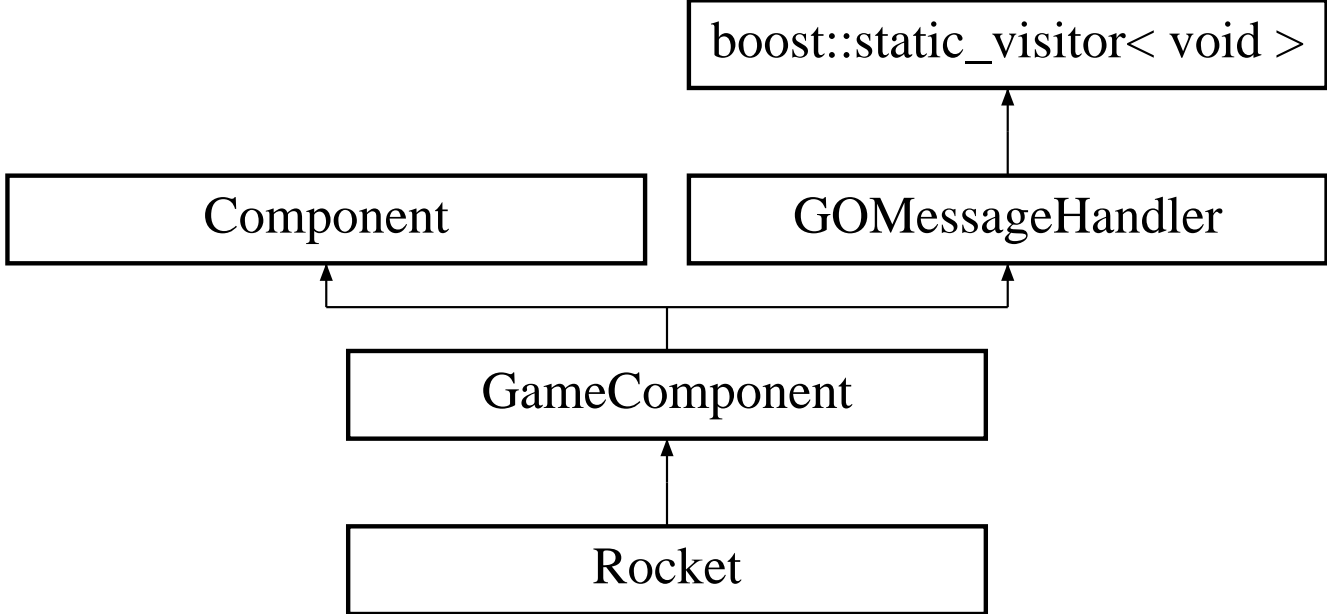 boost::static_visitor< void >
Component
GOMessageHandler
GameComponent
Rocket